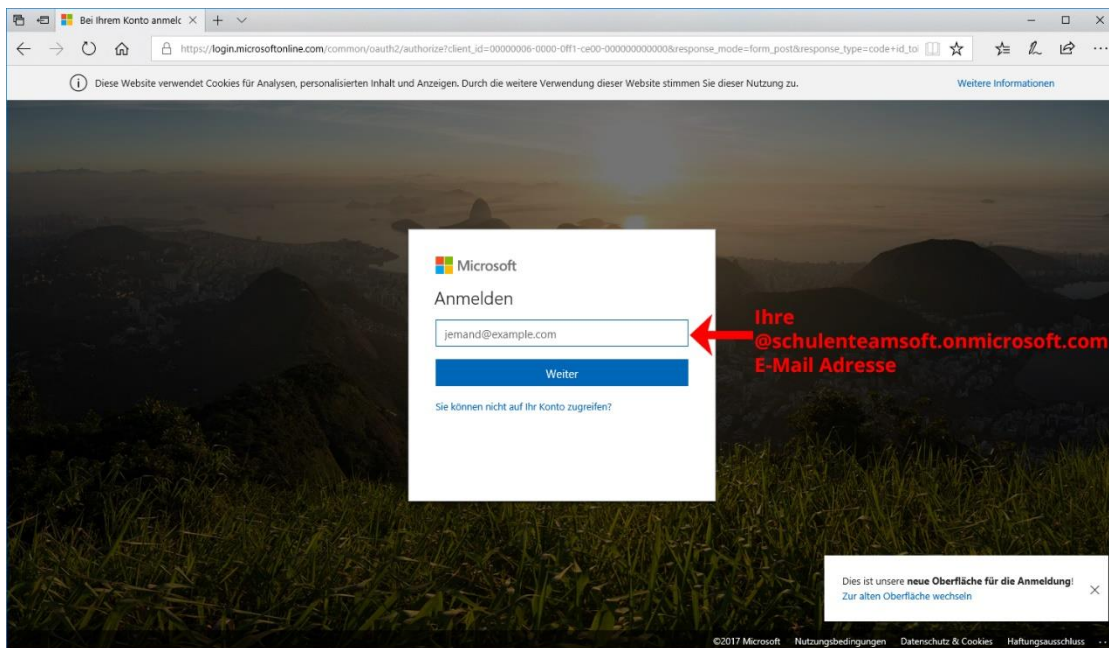 Bei Ihrem Konto anmelc
https://login.microsoftonline.com/common/oauth2/authorize?client_id=00000006-0000-0ff1-ce00-000000000000&response_mode=form_post&response_type=code+id_tol
Diese Website verwendet Cookies für Analysen, personalisierten Inhalt und Anzeigen. Durch die weitere Verwendung dieser Website stimmen Sie dieser Nutzung zu. Weitere Informationen
Microsoft
Anmelden
jemand@example.com
Weiter
Sie können nicht auf Ihr Konto zugreifen?
Ihre
@schulenteamsoft.onmicrosoft.com
E-Mail Adresse
Dies ist unsere neue Oberfläche für die Anmeldung!
Zur alten Oberfläche wechseln
©2017 Microsoft Nutzungsbedingungen Datenschutz & Cookies Haftungsausschluss